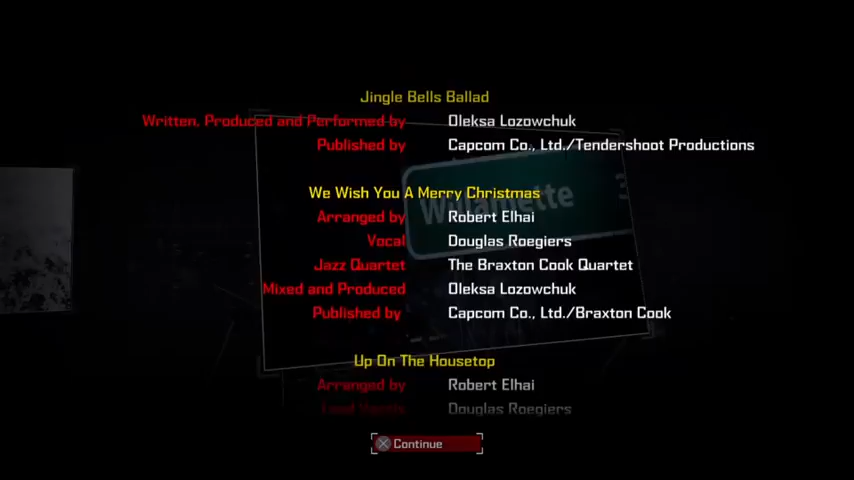 Jingle Bells Ballad
Written, Produced and Performed by Oleksa Lozowchuk
Published by Capcom Co., Ltd./Tendershoot Productions
We Wish You A Merry Christmas
Willamette
Arranged by Robert Elhai
Vocal Douglas Roegiers
Jazz Quartet The Braxton Cook Quartet
Mixed and Produced Oleksa Lozowchuk
Published by Capcom Co., Ltd./Braxton Cook
Up On The Housetop
Arranged by Robert Elhai
Lead Vocals Douglas Roegiers
Continue